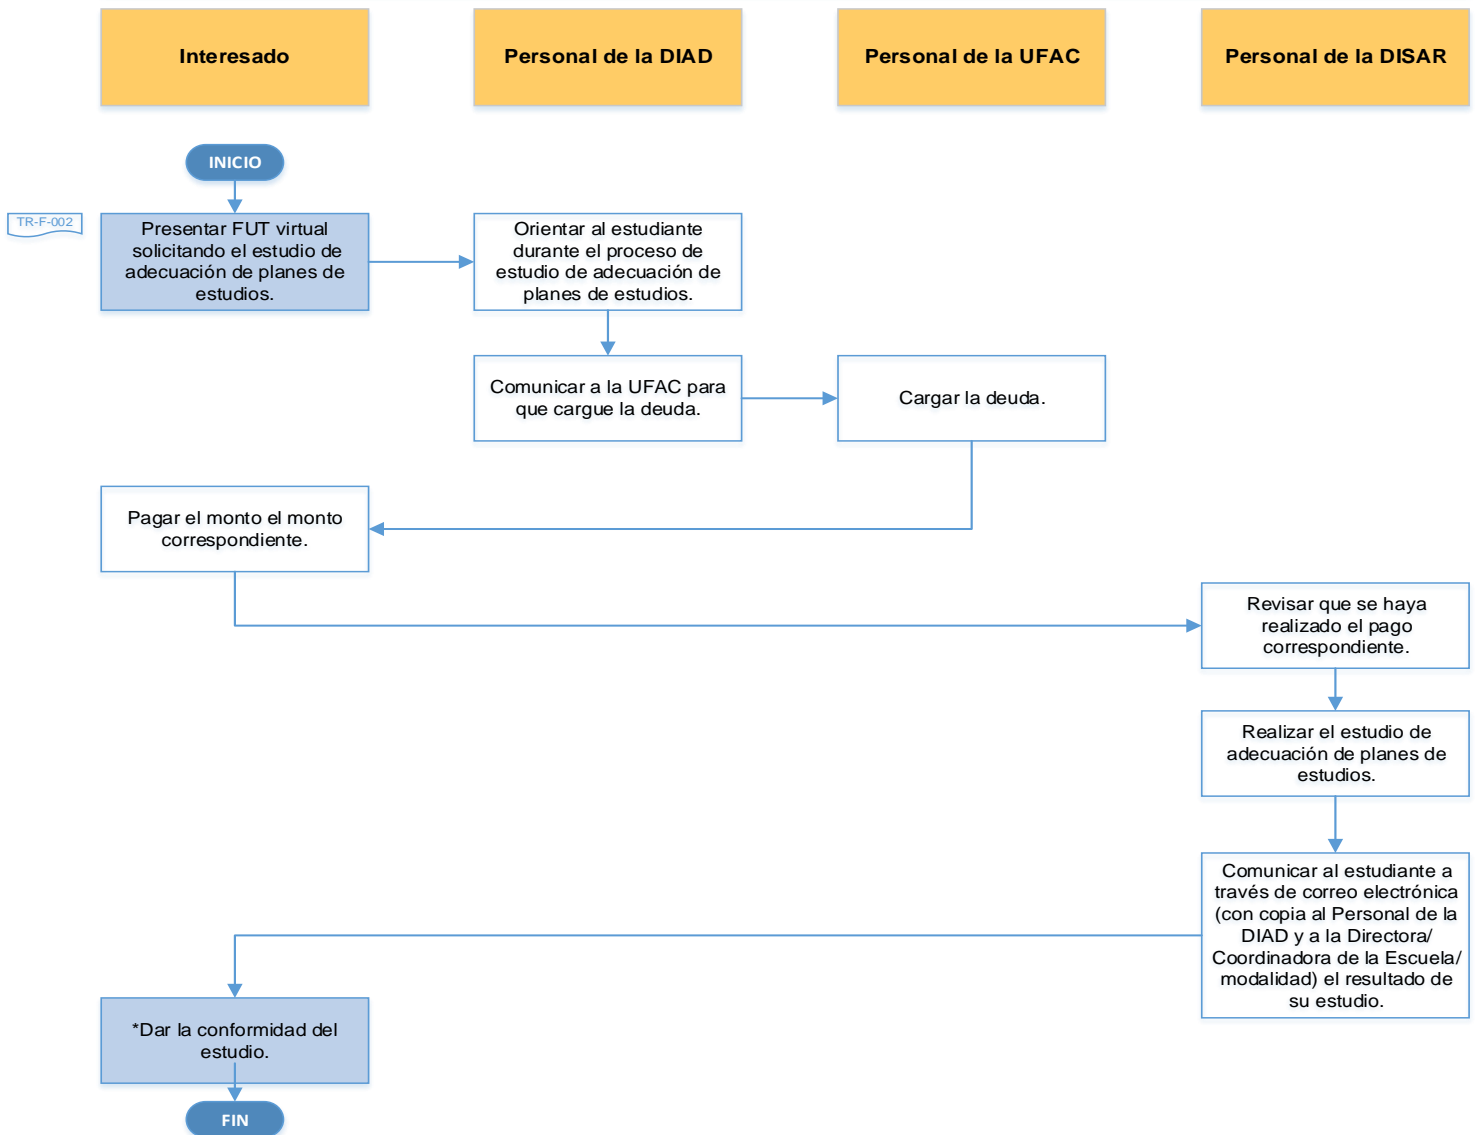 Interesado
Personal de la DIAD
Personal de la UFAC
Personal de la DISAR
INICIO
TR-F-002
Presentar FUT virtual
solicitando el estudio de
adecuación de planes de
estudios.
Orientar al estudiante
durante el proceso de
estudio de adecuación de
planes de estudios.
Comunicar a la UFAC para
que cargue la deuda.
Cargar la deuda.
Pagar el monto el monto
correspondiente.
Revisar que se haya
realizado el pago
correspondiente.
Realizar el estudio de
adecuación de planes de
estudios.
Comunicar al estudiante a
través de correo electrónica
(con copia al Personal de la
DIAD y a la Directora/
Coordinadora de la Escuela/
modalidad) el resultado de
su estudio.
*Dar la conformidad del
estudio.
FIN